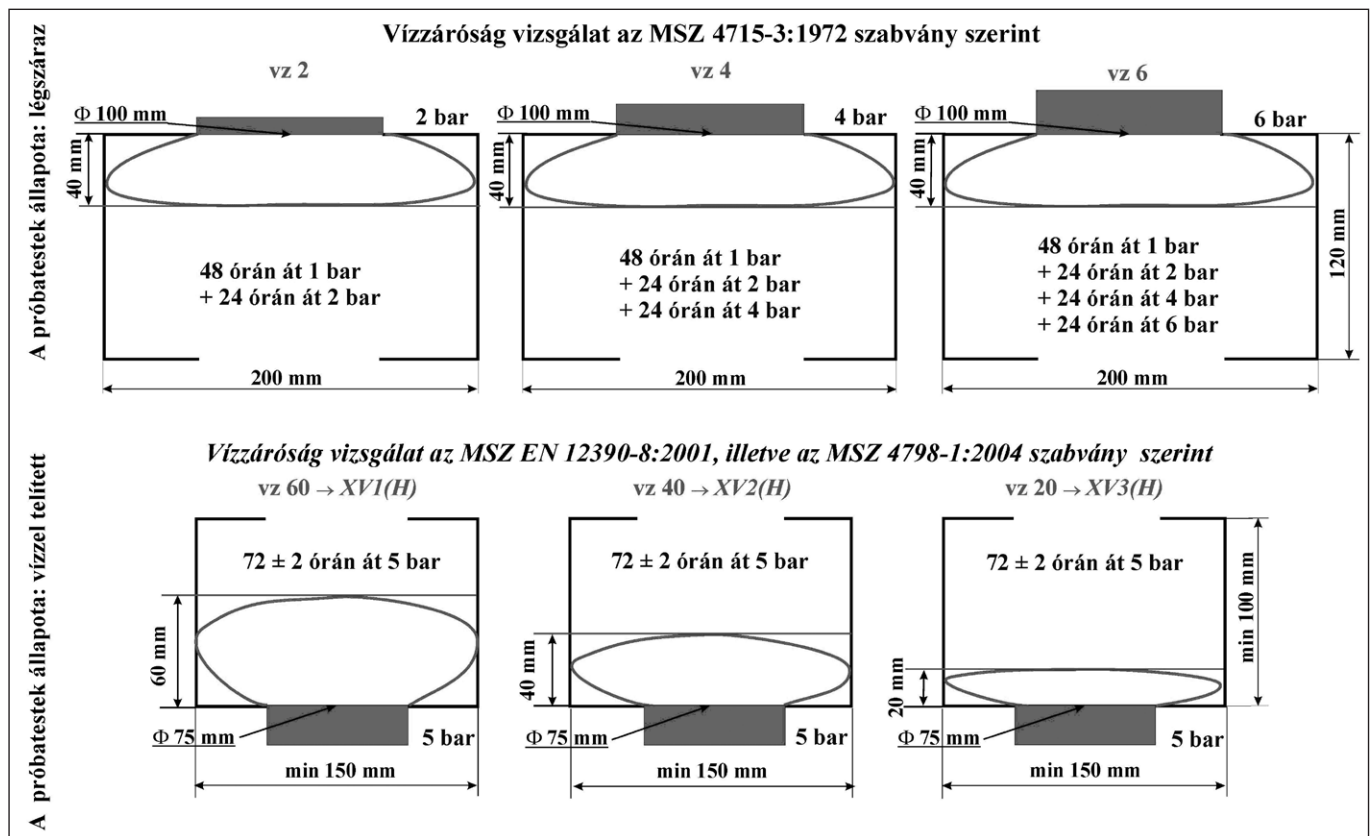 Vízzáróság vizsgálat az MSZ 4715-3:1972 szabvány szerint
A próbatestek állapota: légszáraz
vz 2
Φ 100 mm
2 bar
40 mm
48 órán át 1 bar
+ 24 órán át 2 bar
200 mm
vz 4
Φ 100 mm
4 bar
40 mm
48 órán át 1 bar
+ 24 órán át 2 bar
+ 24 órán át 4 bar
200 mm
vz 6
Φ 100 mm
6 bar
40 mm
48 órán át 1 bar
+ 24 órán át 2 bar
+ 24 órán át 4 bar
+ 24 órán át 6 bar
120 mm
200 mm
Vízzáróság vizsgálat az MSZ EN 12390-8:2001, illetve az MSZ 4798-1:2004 szabvány szerint
A próbatestek állapota: vízzel telített
vz 60 → XV1(H)
72 ± 2 órán át 5 bar
60 mm
Φ 75 mm
5 bar
min 150 mm
vz 40 → XV2(H)
72 ± 2 órán át 5 bar
40 mm
Φ 75 mm
5 bar
min 150 mm
vz 20 → XV3(H)
72 ± 2 órán át 5 bar
min 100 mm
20 mm
Φ 75 mm
5 bar
min 150 mm